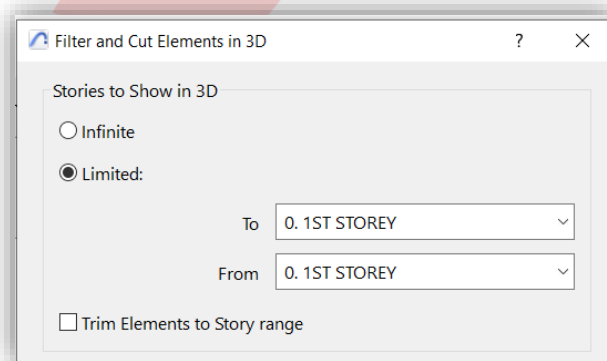 Filter and Cut Elements in 3D ?
Stories to Show in 3D
Infinite
Limited:
To 0. 1ST STOREY
From 0. 1ST STOREY
Trim Elements to Story range